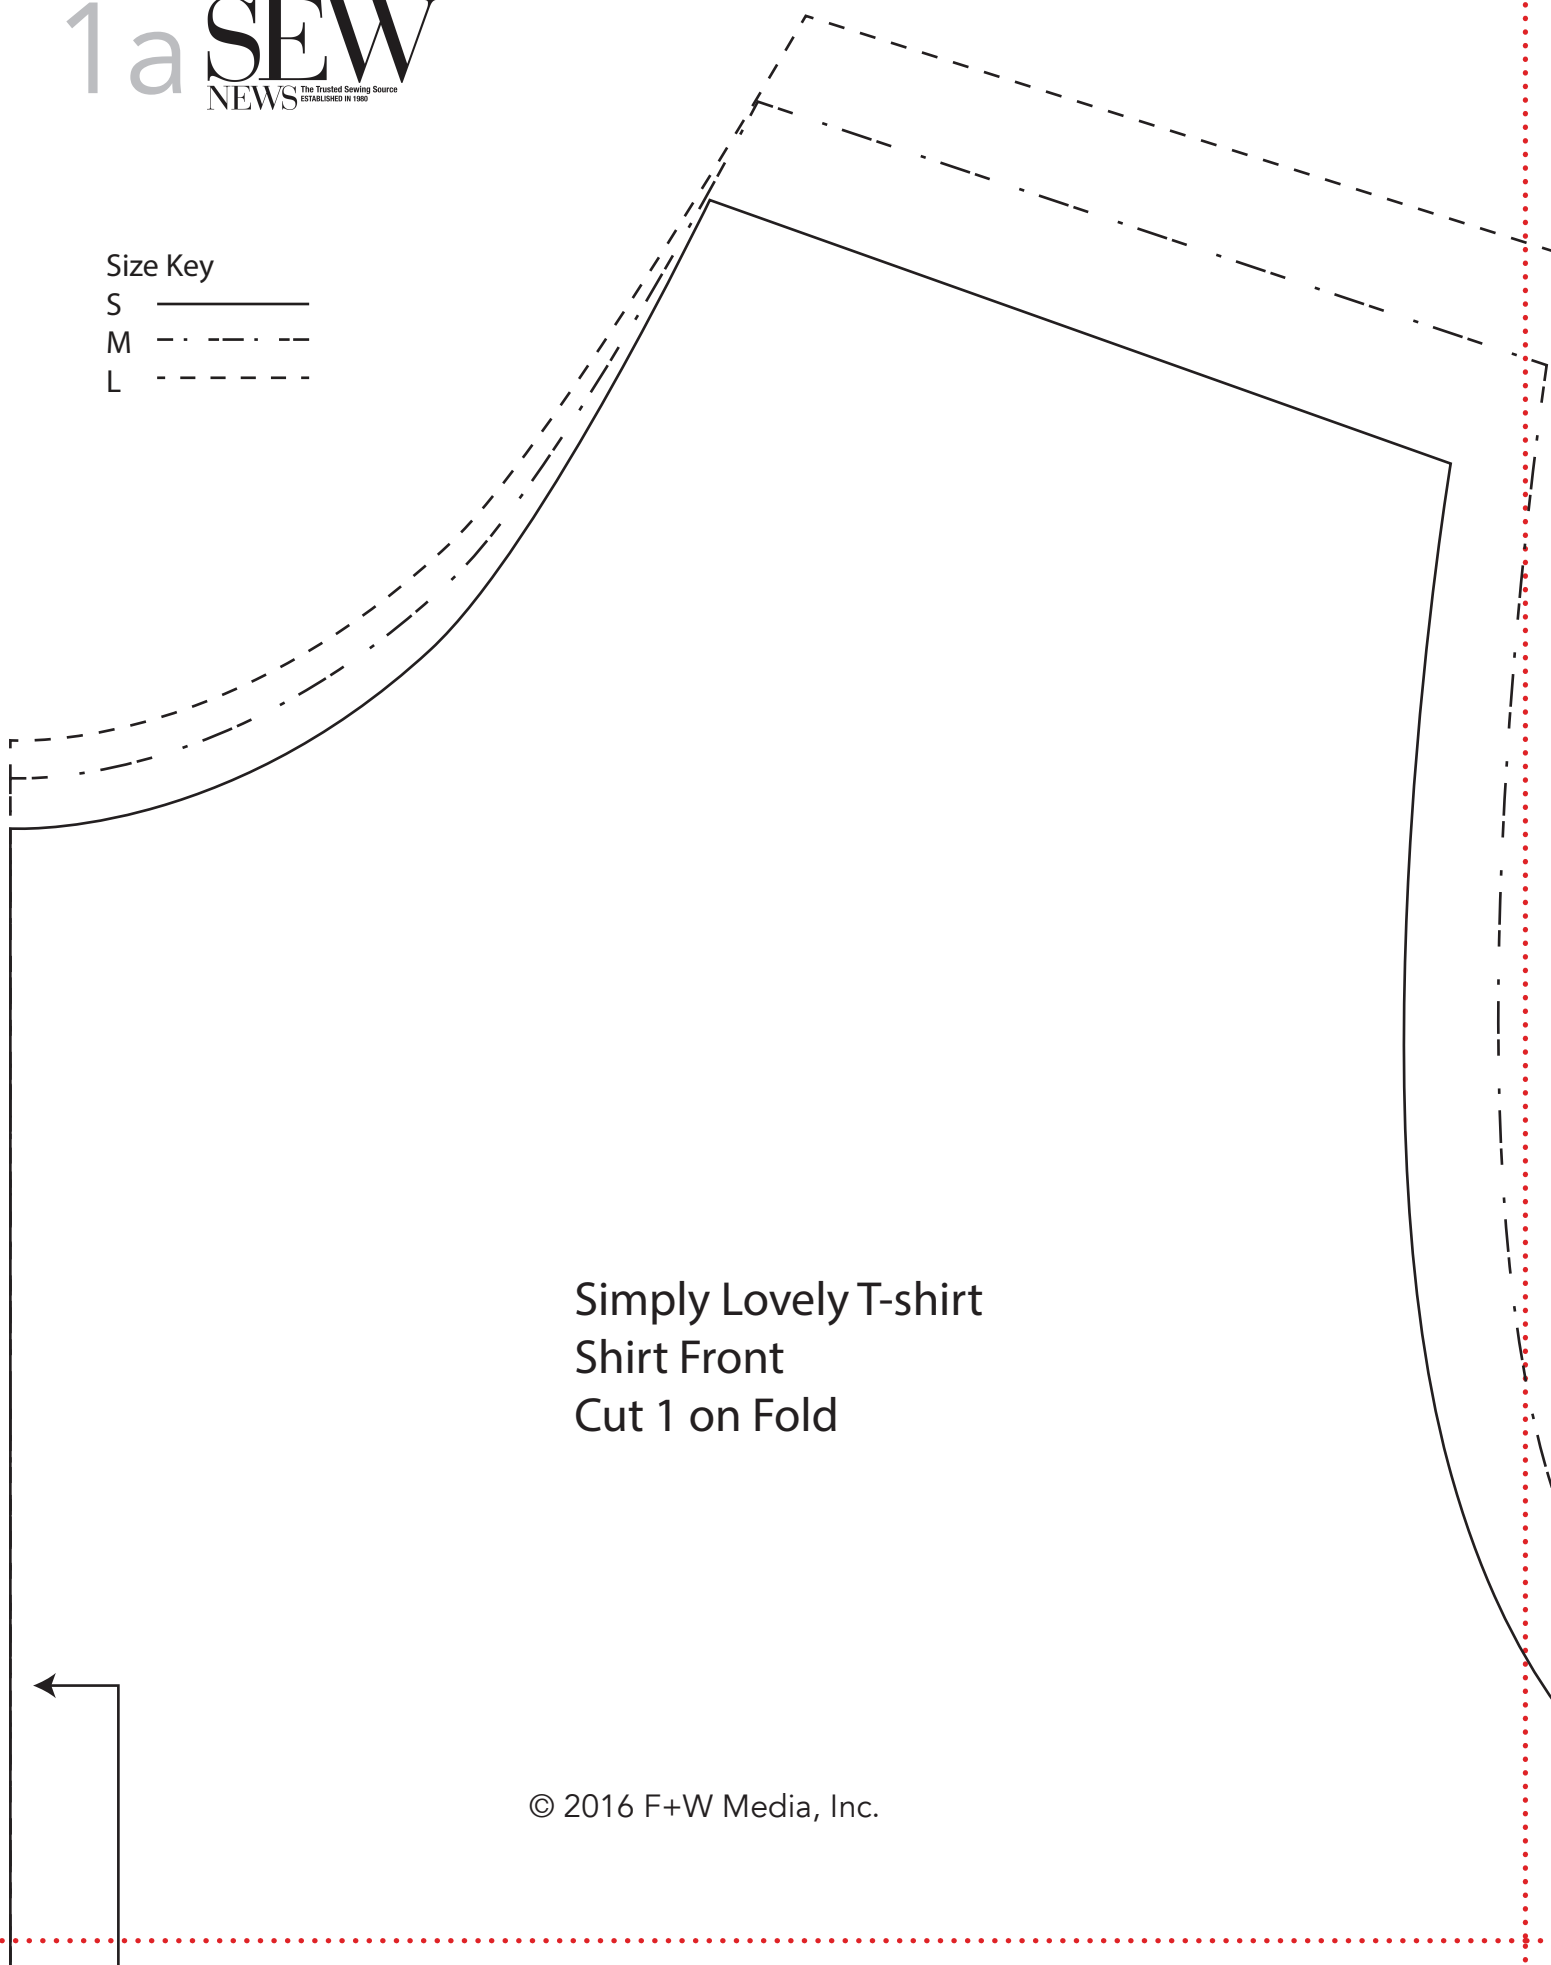 1a
SEW
NEWS
The Trusted Sewing Source
ESTABLISHED IN 1980
Size Key
S
M
L
Simply Lovely T-shirt
Shirt Front
Cut 1 on Fold
© 2016 F+W Media, Inc.